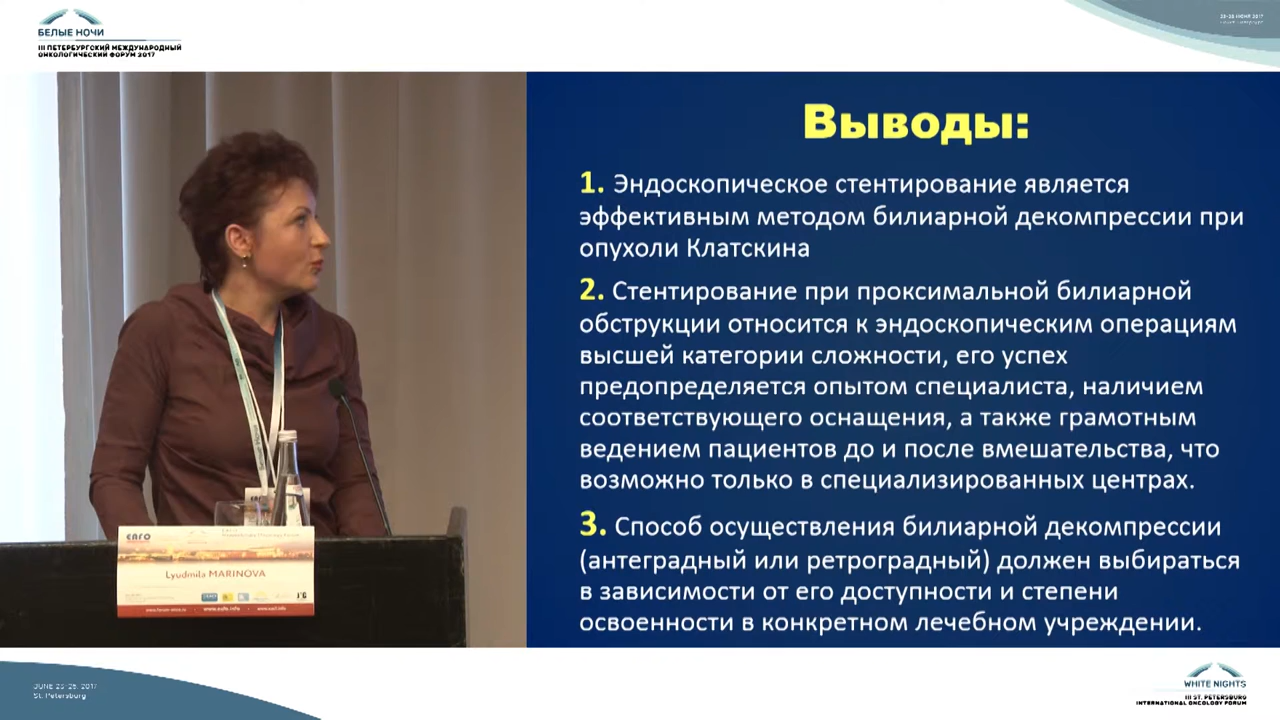 БЕЛЫЕ НОЧИ
III ПЕТЕРБУРГСКИЙ МЕЖДУНАРОДНЫЙ
ОНКОЛОГИЧЕСКИЙ ФОРУМ 2017
Выводы:
1. Эндоскопическое стентирование является
эффективным методом билиарной декомпрессии при
опухоли Клатскина
2. Стентирование при проксимальной билиарной
обструкции относится к эндоскопическим операциям
высшей категории сложности, его успех
предопределяется опытом специалиста, наличием
соответствующего оснащения, а также грамотным
ведением пациентов до и после вмешательства, что
возможно только в специализированных центрах.
3. Способ осуществления билиарной декомпрессии
(антеградный или ретроградный) должен выбираться
в зависимости от его доступности и степени
освоенности в конкретном лечебном учреждении.
Lyudmila MARINOVA
JUNE 23-25, 2017
St. Petersburg
WHITE NIGHTS
III ST. PETERSBURG
INTERNATIONAL ONCOLOGY FORUM